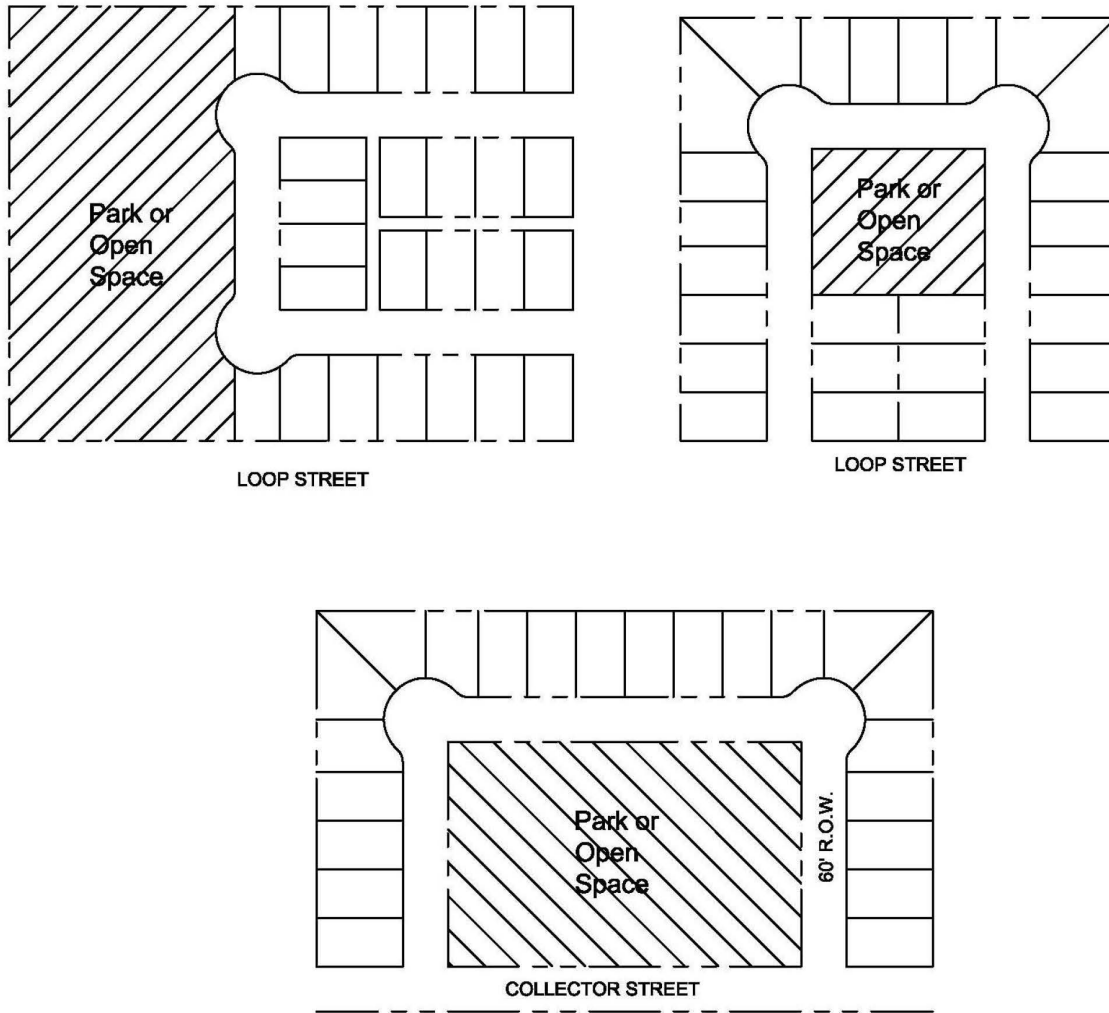 Park or
Open
Space
LOOP STREET
Park or
Open
Space
LOOP STREET
Park or
Open
Space
60' R.O.W.
COLLECTOR STREET